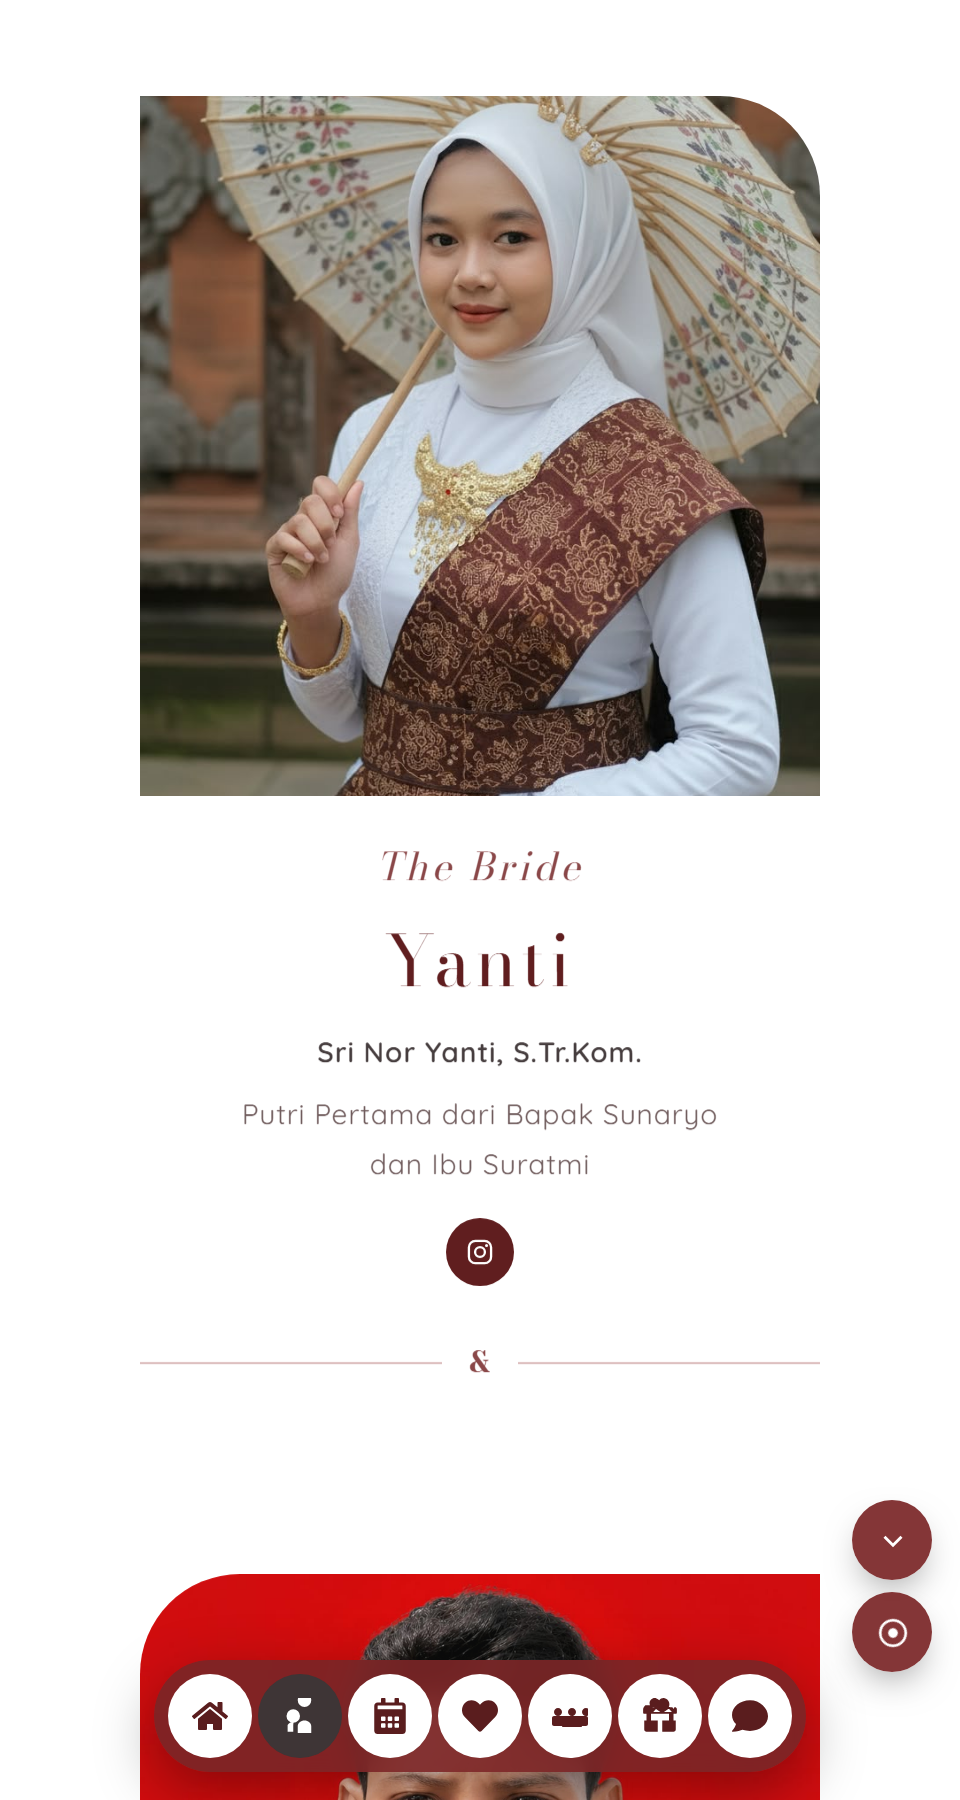 The Bride
Yanti
Sri Nor Yanti, S.Tr.Kom.
Putri Pertama dari Bapak Sunaryo
dan Ibu Suratmi
&